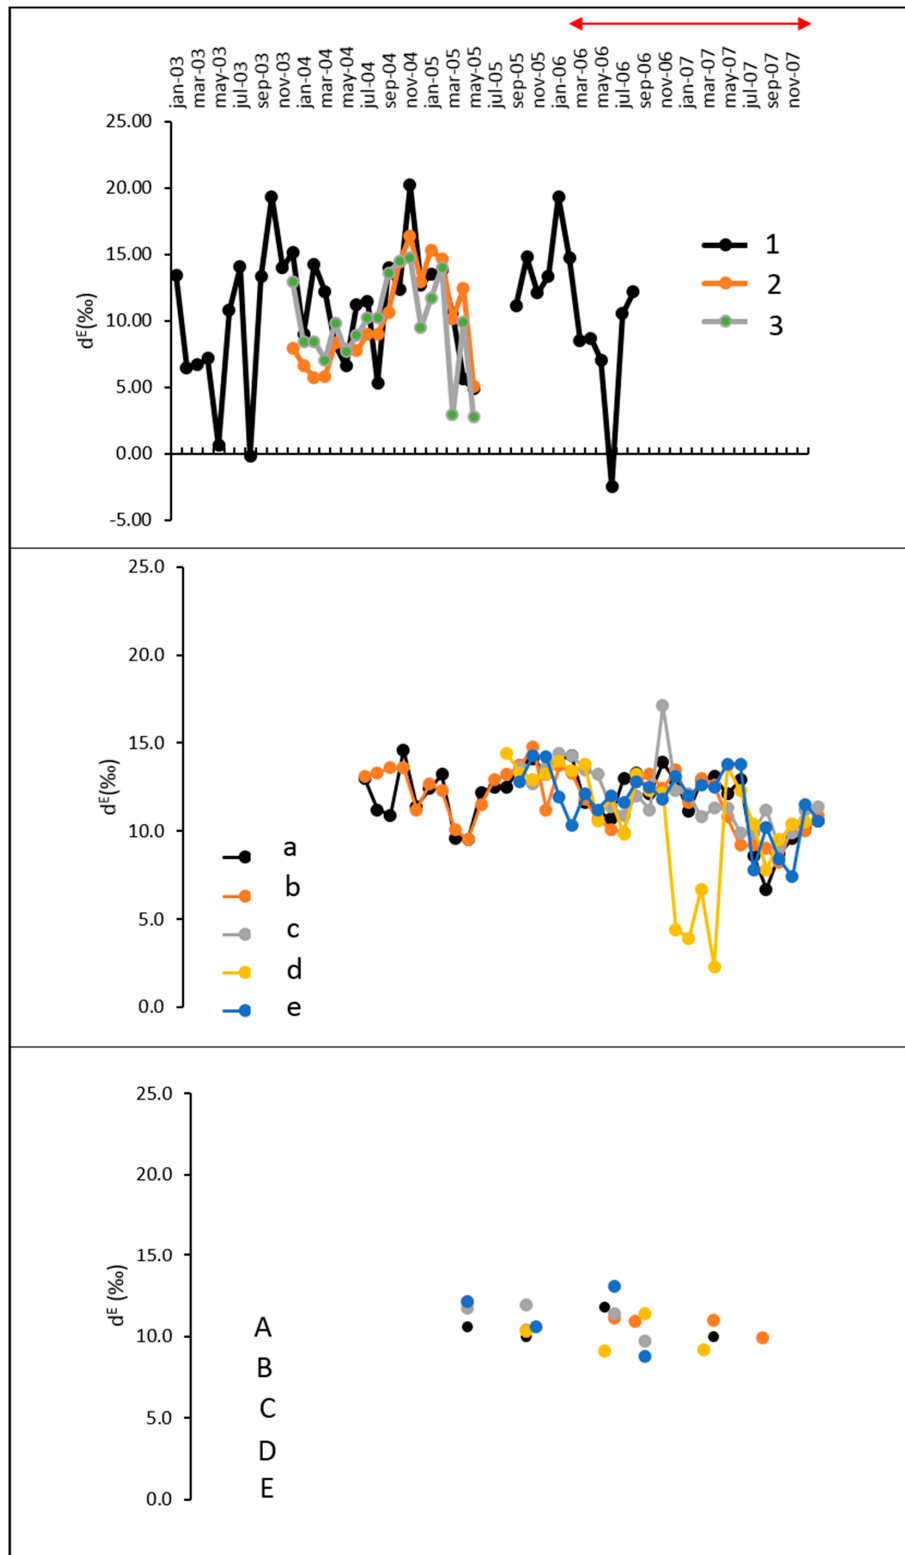 jan-03 mar-03 may-03 jul-03 sep-03 nov-03 jan-04 mar-04 may-04 jul-04 sep-04 nov-04 jan-05 mar-05 may-05 jul-05 sep-05 nov-05 jan-06 mar-06 may-06 jul-06 sep-06 nov-06 jan-07 mar-07 may-07 jul-07 sep-07 nov-07
25.00
20.00
15.00
10.00
5.00
0.00
-5.00
dᴱ(‰)
1
2
3
25.0
20.0
15.0
10.0
5.0
0.0
dᴱ(‰)
a
b
c
d
e
25.0
20.0
15.0
10.0
5.0
0.0
dᴱ (‰)
A
B
C
D
E